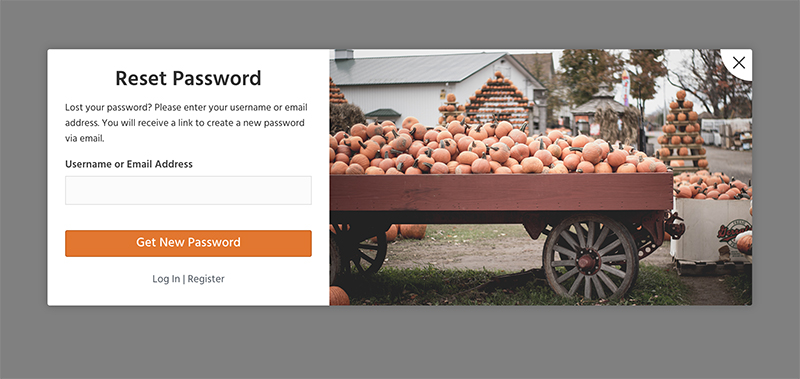 Reset Password
Lost your password? Please enter your username or email
address. You will receive a link to create a new password
via email.
Username or Email Address
Get New Password
Log In | Register